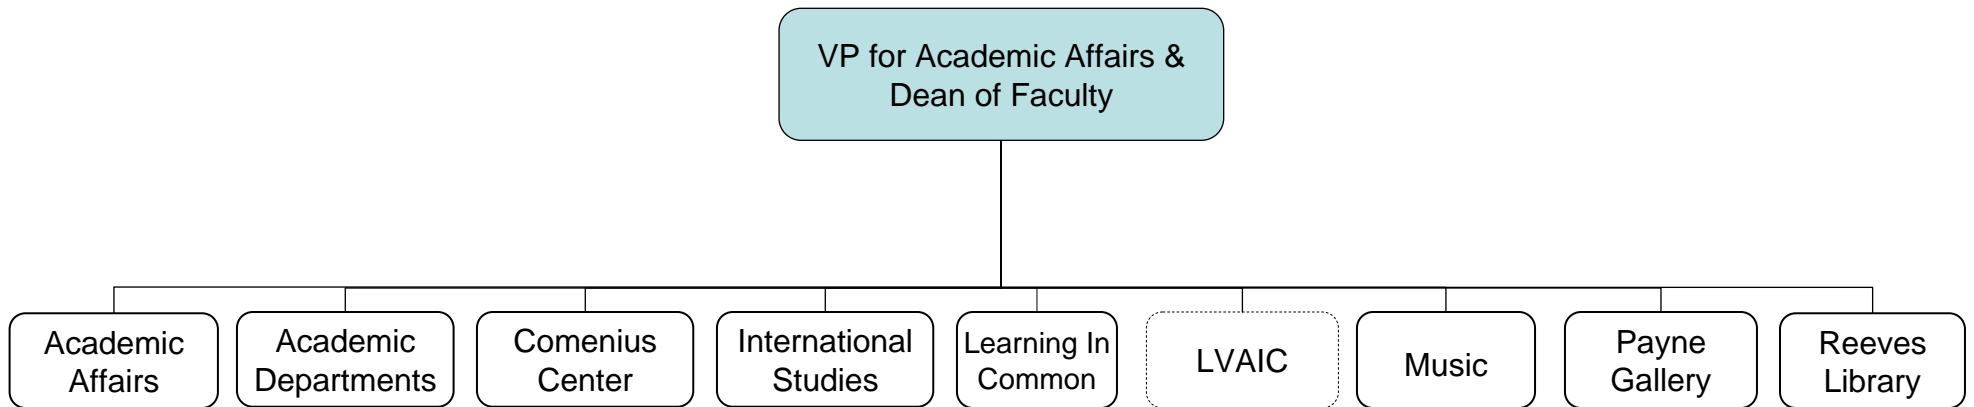 VP for Academic Affairs &
Dean of Faculty
Academic
Affairs
Academic
Departments
Comenius
Center
International
Studies
Learning In
Common
LVAIC
Music
Payne
Gallery
Reeves
Library